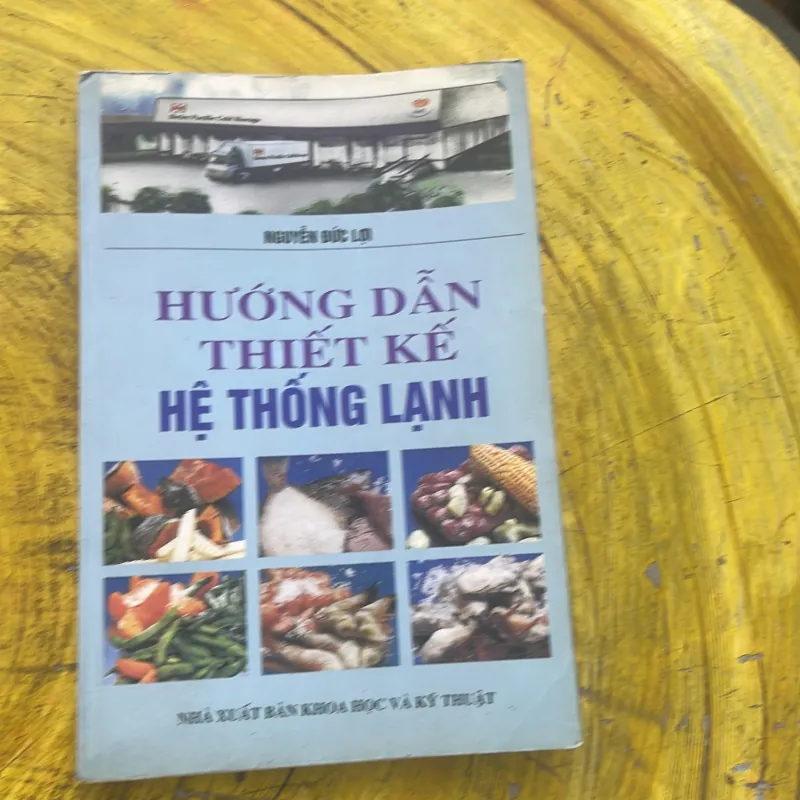 NGUYỄN ĐỨC LỢI
HƯỚNG DẪN
THIẾT KẾ
HỆ THỐNG LẠNH
NHÀ XUẤT BẢN KHOA HỌC VÀ KỸ THUẬT